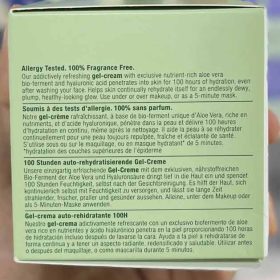 Allergy Tested. 100% Fragrance Free.
Our addictively refreshing gel-cream with exclusive nutrient-rich aloe vera
bio-ferment and hyaluronic acid penetrates into skin for 100 hours of hydration, even
after washing your face. Helps skin continually rehydrate itself for an endlessly dewy,
plump, healthy-looking glow. Use under or over makeup, or as a 5-minute mask.
Soumis à des tests d'allergie. 100% sans parfum.
Notre gel-crème rafraîchissant, à base de bio-ferment unique d'Aloe Vera, riche en
nutriments, et d'acide hyaluronique, pénètre dans la peau et délivre 100 heures
d'hydratation en continu, même après le nettoyage. Il aide la peau à se réhydrater
continuellement pour une peau toujours repulpée, fraîche et éclatante de santé.
S'utilise sous ou sur le maquillage, ou en masque hydratant* de 5 minutes.
*hydratation des couches supérieures de l'épiderme
100 Stunden auto-rehydratisierende Gel-Creme
Unsere einzigartig erfrischende Gel-Creme mit dem exklusiven, nährstoffreichen
Bio-Ferment der Aloe Vera und Hyaluronsäure dringt tief in die Haut ein und spendet
100 Stunden Feuchtigkeit, selbst nach der Gesichtsreinigung. Es hilft der Haut, sich
kontinuierlich selbst mit Feuchtigkeit zu versorgen, und lässt sie lange
strahlender, frischer, praller und gesünder aussehen. Alleine, unter dem Makeup oder
als 5-Minuten Maske anwenden.
Gel-crema auto-rehidratante 100H
Nuestro gel-crema adictivamente refrescante con un exclusivo biofermento de aloe
vera rico en nutrientes y ácido hialurónico penetra en la piel proporcionando 100 horas
de hidratación incluso después de lavarte la cara. Ayuda a la piel a rehidratarse de
forma continua y a tener un aspecto radiante, redensificado y saludable. Utilizar antes
o después del maquillaje, o como mascarilla durante 5 minutos.